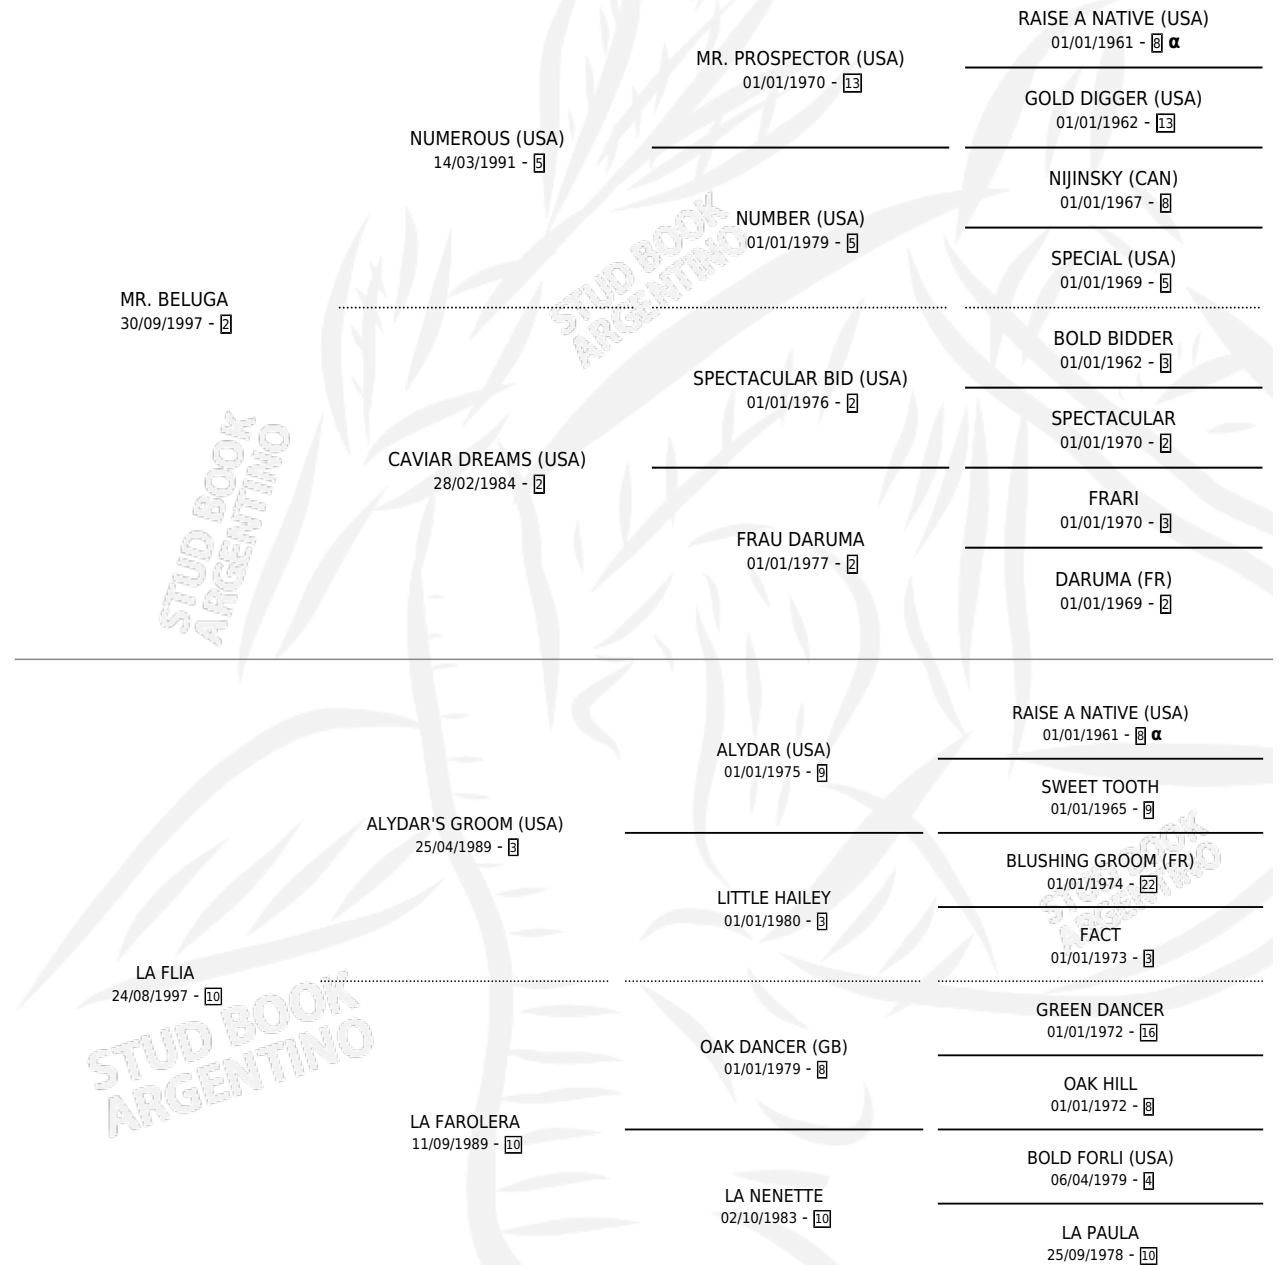 RAISE A NATIVE (USA)
01/01/1961 - 8 α
MR. PROSPECTOR (USA)
01/01/1970 - 13
GOLD DIGGER (USA)
01/01/1962 - 13
NUMEROUS (USA)
14/03/1991 - 5
NIJINSKY (CAN)
01/01/1967 - 8
NUMBER (USA)
01/01/1979 - 5
SPECIAL (USA)
01/01/1969 - 5
STUD BOOK
ARGENTINO
MR. BELUGA
30/09/1997 - 2
BOLD BIDDER
01/01/1962 - 3
SPECTACULAR BID (USA)
01/01/1976 - 2
SPECTACULAR
01/01/1970 - 2
CAVIAR DREAMS (USA)
28/02/1984 - 2
STUD BOOK
ARGENTINO
FRARI
01/01/1970 - 3
FRAU DARUMA
01/01/1977 - 2
DARUMA (FR)
01/01/1969 - 2
RAISE A NATIVE (USA)
01/01/1961 - 8 α
ALYDAR (USA)
01/01/1975 - 9
SWEET TOOTH
01/01/1965 - 9
ALYDAR'S GROOM (USA)
25/04/1989 - 3
BLUSHING GROOM (FR)
01/01/1974 - 22
STUD BOOK
ARGENTINO
LITTLE HAILEY
01/01/1980 - 3
FACT
01/01/1973 - 3
LA FLIA
24/08/1997 - 10
STUD BOOK
ARGENTINO
GREEN DANCER
01/01/1972 - 16
OAK DANCER (GB)
01/01/1979 - 8
OAK HILL
01/01/1972 - 8
LA FAROLERA
11/09/1989 - 10
BOLD FORLI (USA)
06/04/1979 - 4
LA NENETTE
02/10/1983 - 10
LA PAULA
25/09/1978 - 10